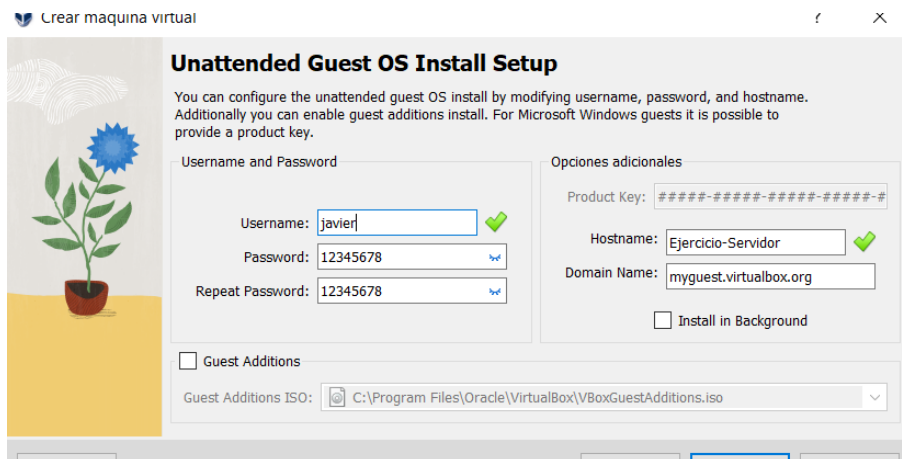 Crear maquina virtual
Unattended Guest OS Install Setup
You can configure the unattended guest OS install by modifying username, password, and hostname.
Additionally you can enable guest additions install. For Microsoft Windows guests it is possible to
provide a product key.
Username and Password
Username: javier
Password: 12345678
Repeat Password: 12345678
Opciones adicionales
Product Key: #####-#####-#####-#####-#
Hostname: Ejercicio-Servidor
Domain Name: myguest.virtualbox.org
Install in Background
Guest Additions
Guest Additions ISO: C:\Program Files\Oracle\VirtualBox\VBoxGuestAdditions.iso